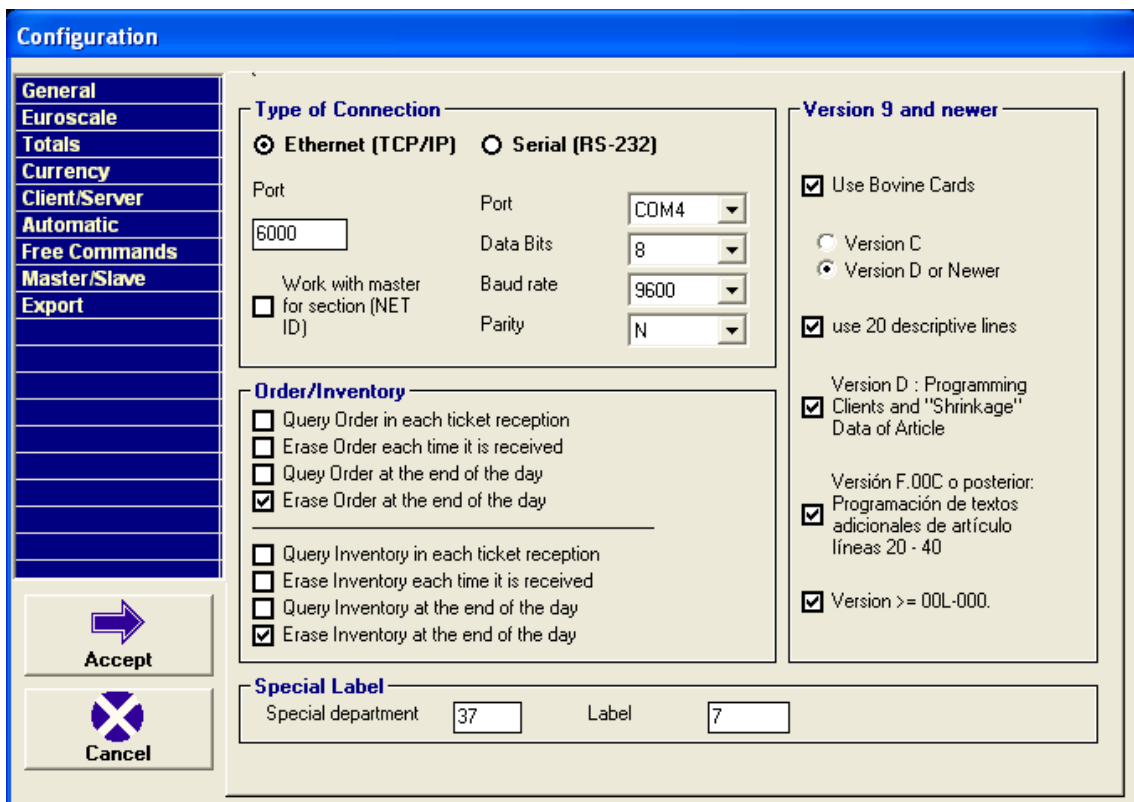 Configuration
General
Euroscale
Totals
Currency
Client/Server
Automatic
Free Commands
Master/Slave
Export
Accept
Cancel
Type of Connection
Ethernet (TCP/IP)
Serial (RS-232)
Port
6000
Work with master
for section (NET
ID)
Port
COM4
Data Bits
8
Baud rate
9600
Parity
N
Order/Inventory
Query Order in each ticket reception
Erase Order each time it is received
Quey Order at the end of the day
Erase Order at the end of the day
Query Inventory in each ticket reception
Erase Inventory each time it is received
Query Inventory at the end of the day
Erase Inventory at the end of the day
Version 9 and newer
Use Bovine Cards
Version C
Version D or Newer
use 20 descriptive lines
Version D : Programming
Clients and "Shrinkage"
Data of Article
Versión F.00C o posterior:
Programación de textos
adicionales de artículo
líneas 20 - 40
Version >= 00L-000.
Special Label
Special department
37
Label
7